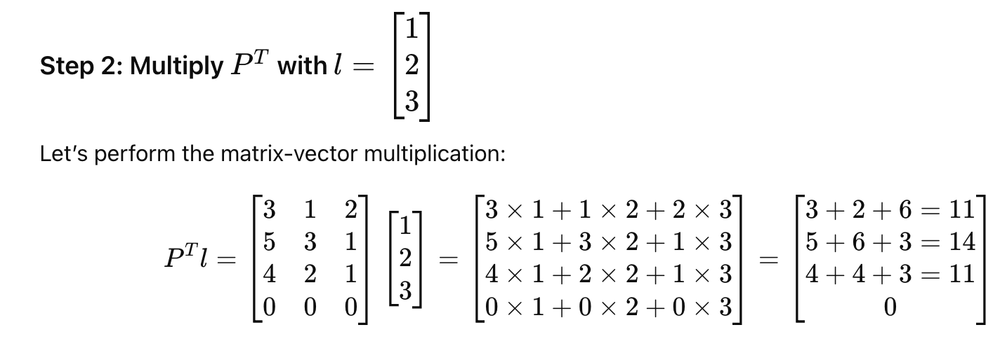 Step 2: Multiply $P^T$ with $l = \begin{bmatrix} 1 \\ 2 \\ 3 \end{bmatrix}$
Let’s perform the matrix-vector multiplication:
$P^T l = \begin{bmatrix} 3 & 1 & 2 \\ 5 & 3 & 1 \\ 4 & 2 & 1 \\ 0 & 0 & 0 \end{bmatrix} \begin{bmatrix} 1 \\ 2 \\ 3 \end{bmatrix} = \begin{bmatrix} 3 \times 1 + 1 \times 2 + 2 \times 3 \\ 5 \times 1 + 3 \times 2 + 1 \times 3 \\ 4 \times 1 + 2 \times 2 + 1 \times 3 \\ 0 \times 1 + 0 \times 2 + 0 \times 3 \end{bmatrix} = \begin{bmatrix} 3 + 2 + 6 = 11 \\ 5 + 6 + 3 = 14 \\ 4 + 4 + 3 = 11 \\ 0 \end{bmatrix}$